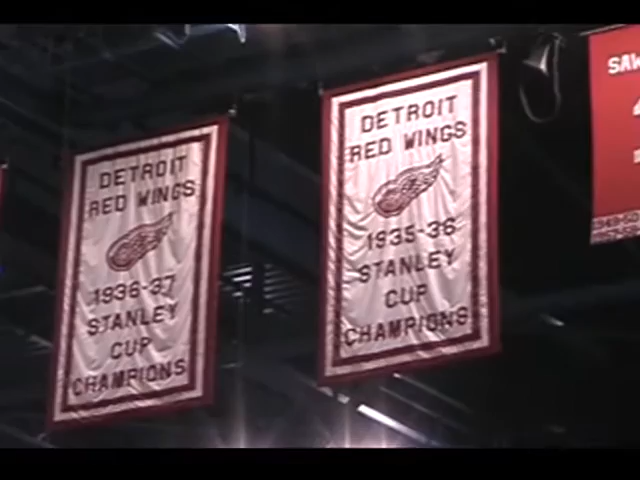 DETROIT
RED WINGS
1936-37
STANLEY
CUP
CHAMPIONS
DETROIT
RED WINGS
1935-36
STANLEY
CUP
CHAMPIONS
SAW